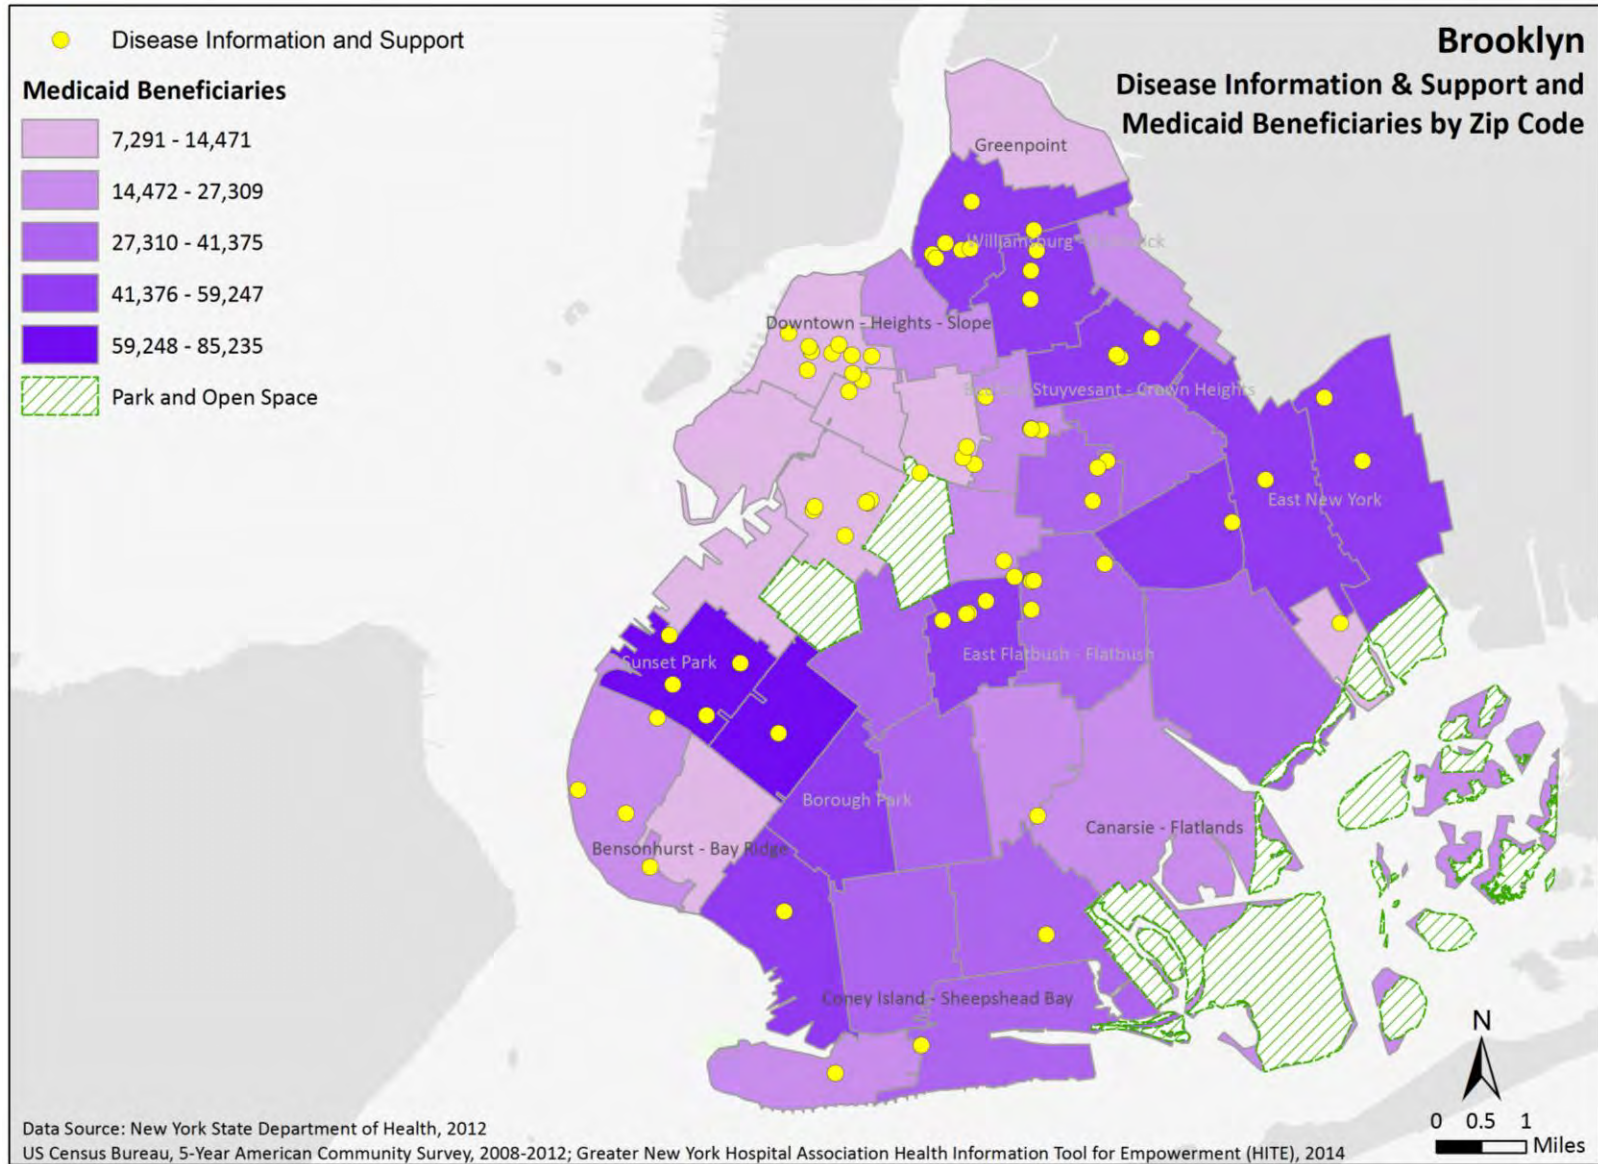 Disease Information and Support
Medicaid Beneficiaries
7,291 - 14,471
14,472 - 27,309
27,310 - 41,375
41,376 - 59,247
59,248 - 85,235
Park and Open Space
Brooklyn
Disease Information & Support and
Medicaid Beneficiaries by Zip Code
Greenpoint
Williamsburg
Downtown - Heights - Slope
Stuyvesant - Crown Heights
East New York
East Flatbush - Flatbush
Sunset Park
Borough Park
Canarsie - Flatlands
Bensonhurst - Bay Ridge
Coney Island - Sheepshead Bay
N
0 0.5 1
Miles
Data Source: New York State Department of Health, 2012
US Census Bureau, 5-Year American Community Survey, 2008-2012; Greater New York Hospital Association Health Information Tool for Empowerment (HITE), 2014